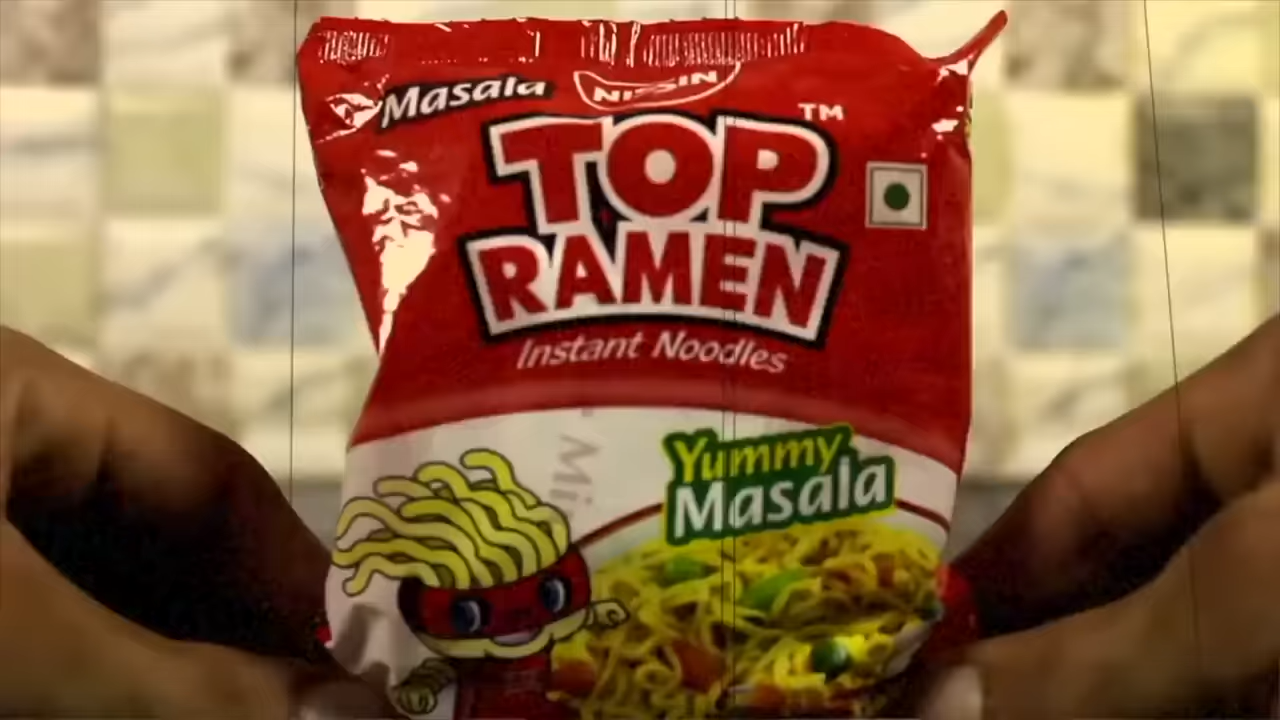 Masala
NISSIN
TOP
RAMEN
TM
Instant Noodles
Yummy
Masala